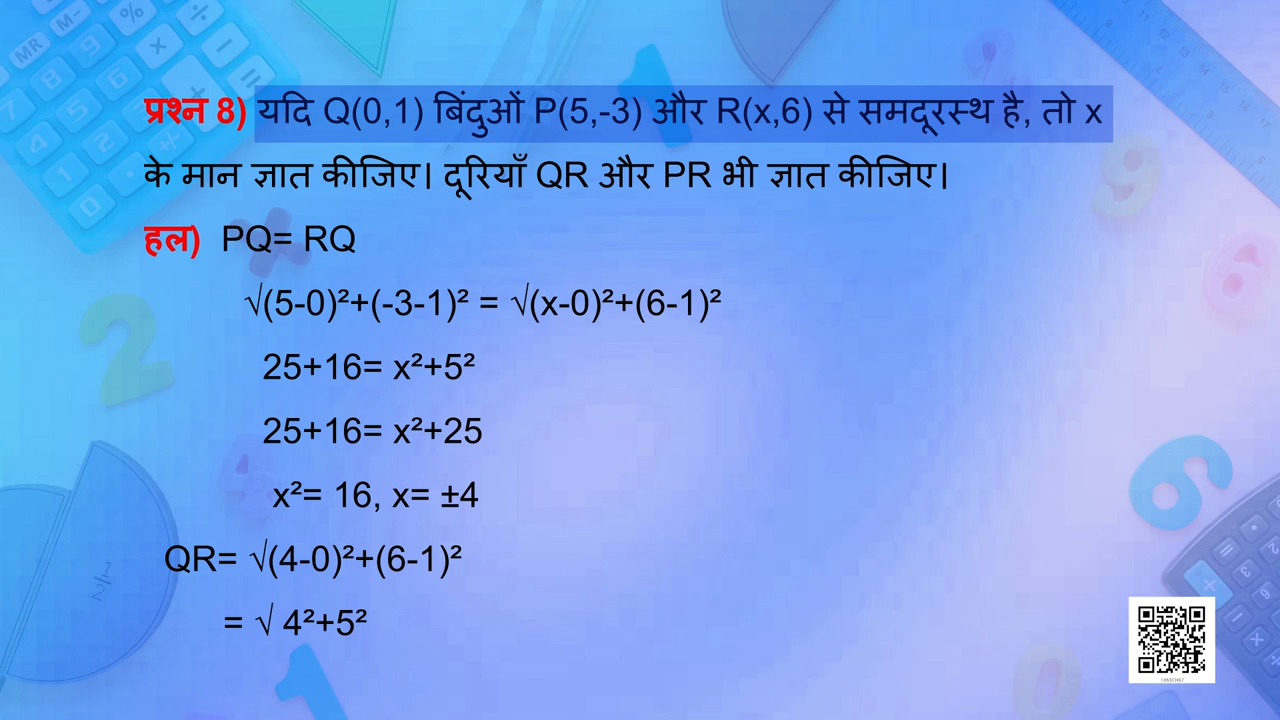 प्रश्न 8) यदि Q(0,1) बिंदुओं P(5,-3) और R(x,6) से समदूरस्थ है, तो x
के मान ज्ञात कीजिए। दूरियाँ QR और PR भी ज्ञात कीजिए।
हल) PQ= RQ
√(5-0)²+(-3-1)² = √(x-0)²+(6-1)²
25+16= x²+5²
25+16= x²+25
x²= 16, x= ±4
QR= √(4-0)²+(6-1)²
= √ 4²+5²
1063CH07